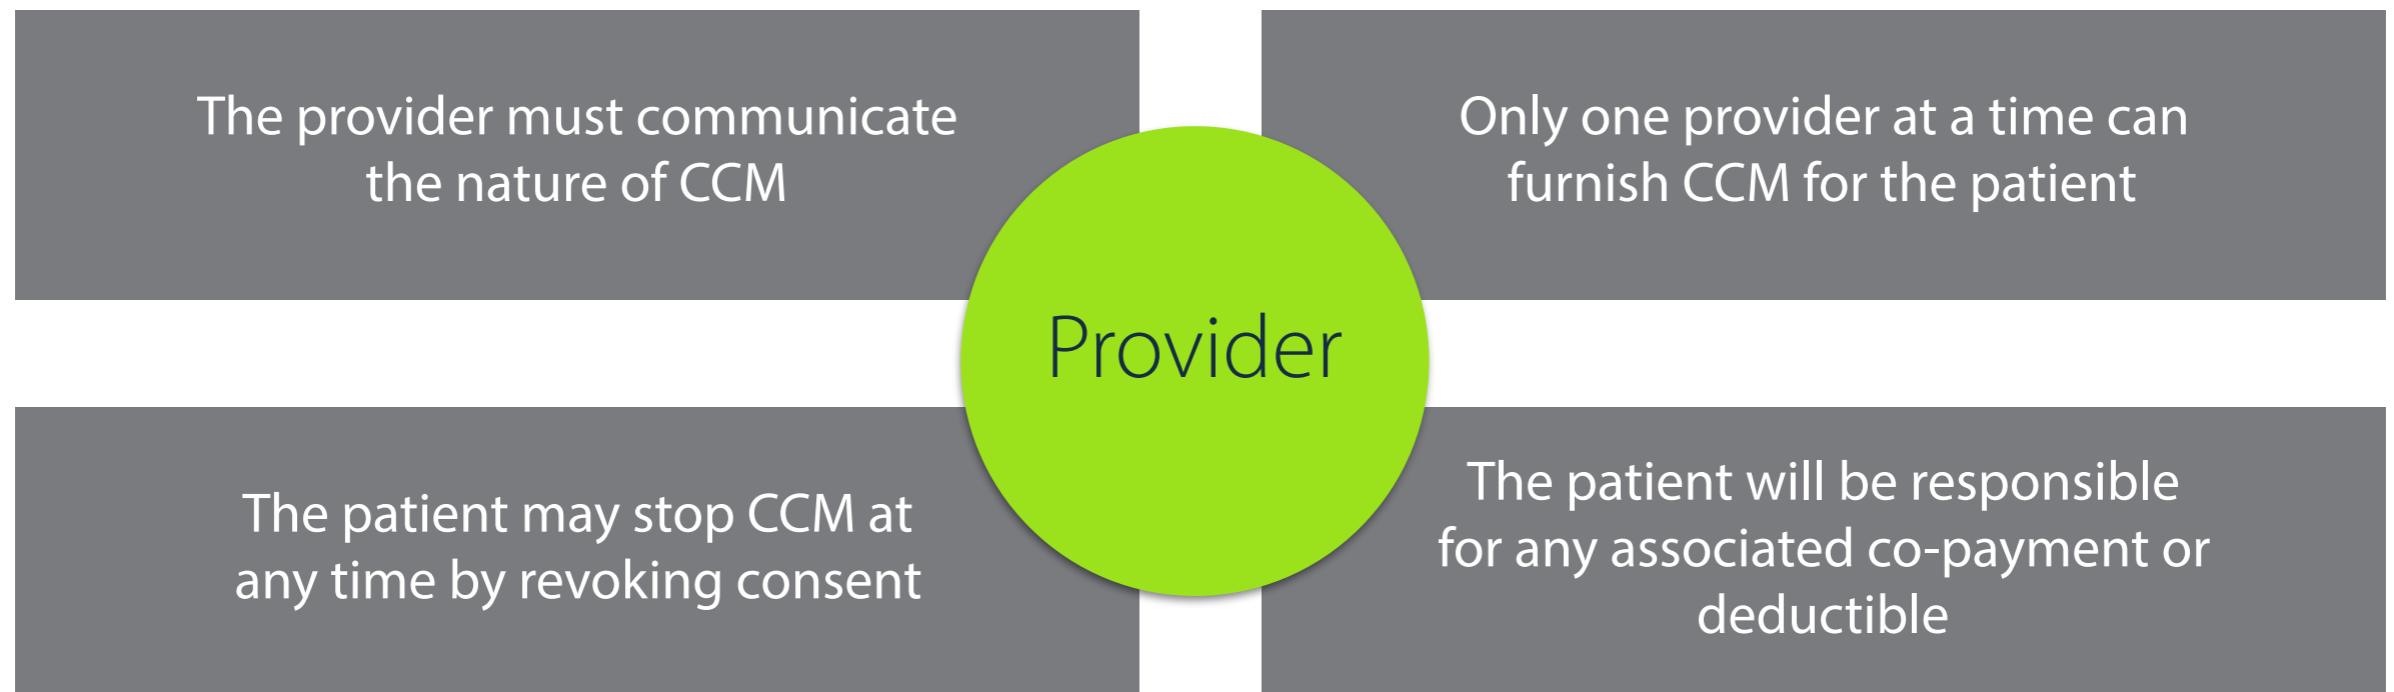 The provider must communicate
the nature of CCM
Only one provider at a time can
furnish CCM for the patient
Provider
The patient may stop CCM at
any time by revoking consent
The patient will be responsible
for any associated co-payment or
deductible